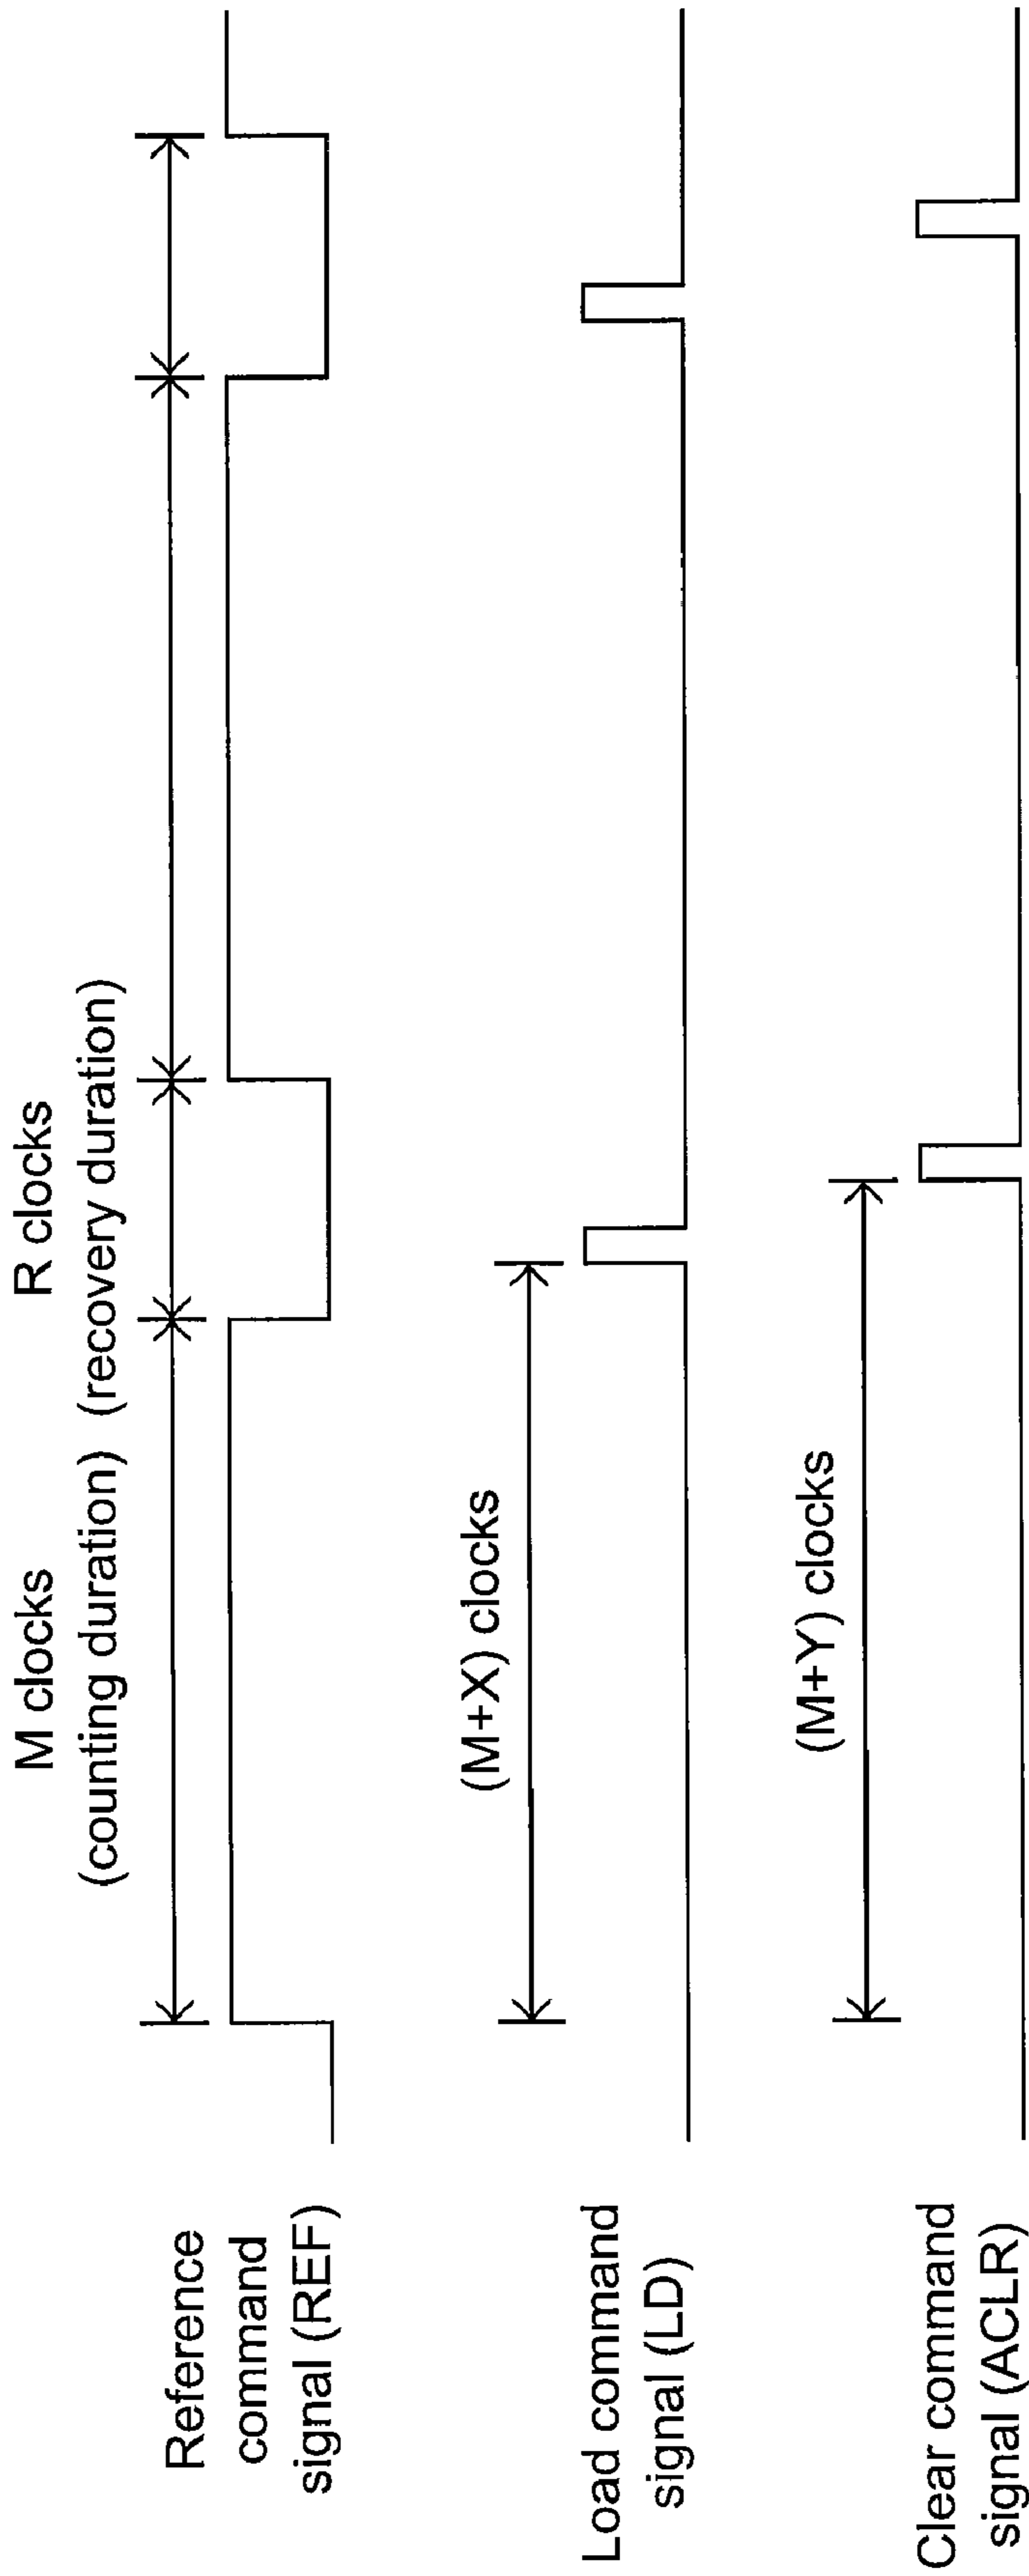 M clocks
(counting duration)
R clocks
(recovery duration)
Reference
command
signal (REF)
(M+X) clocks
Load command
signal (LD)
(M+Y) clocks
Clear command
signal (ACLR)